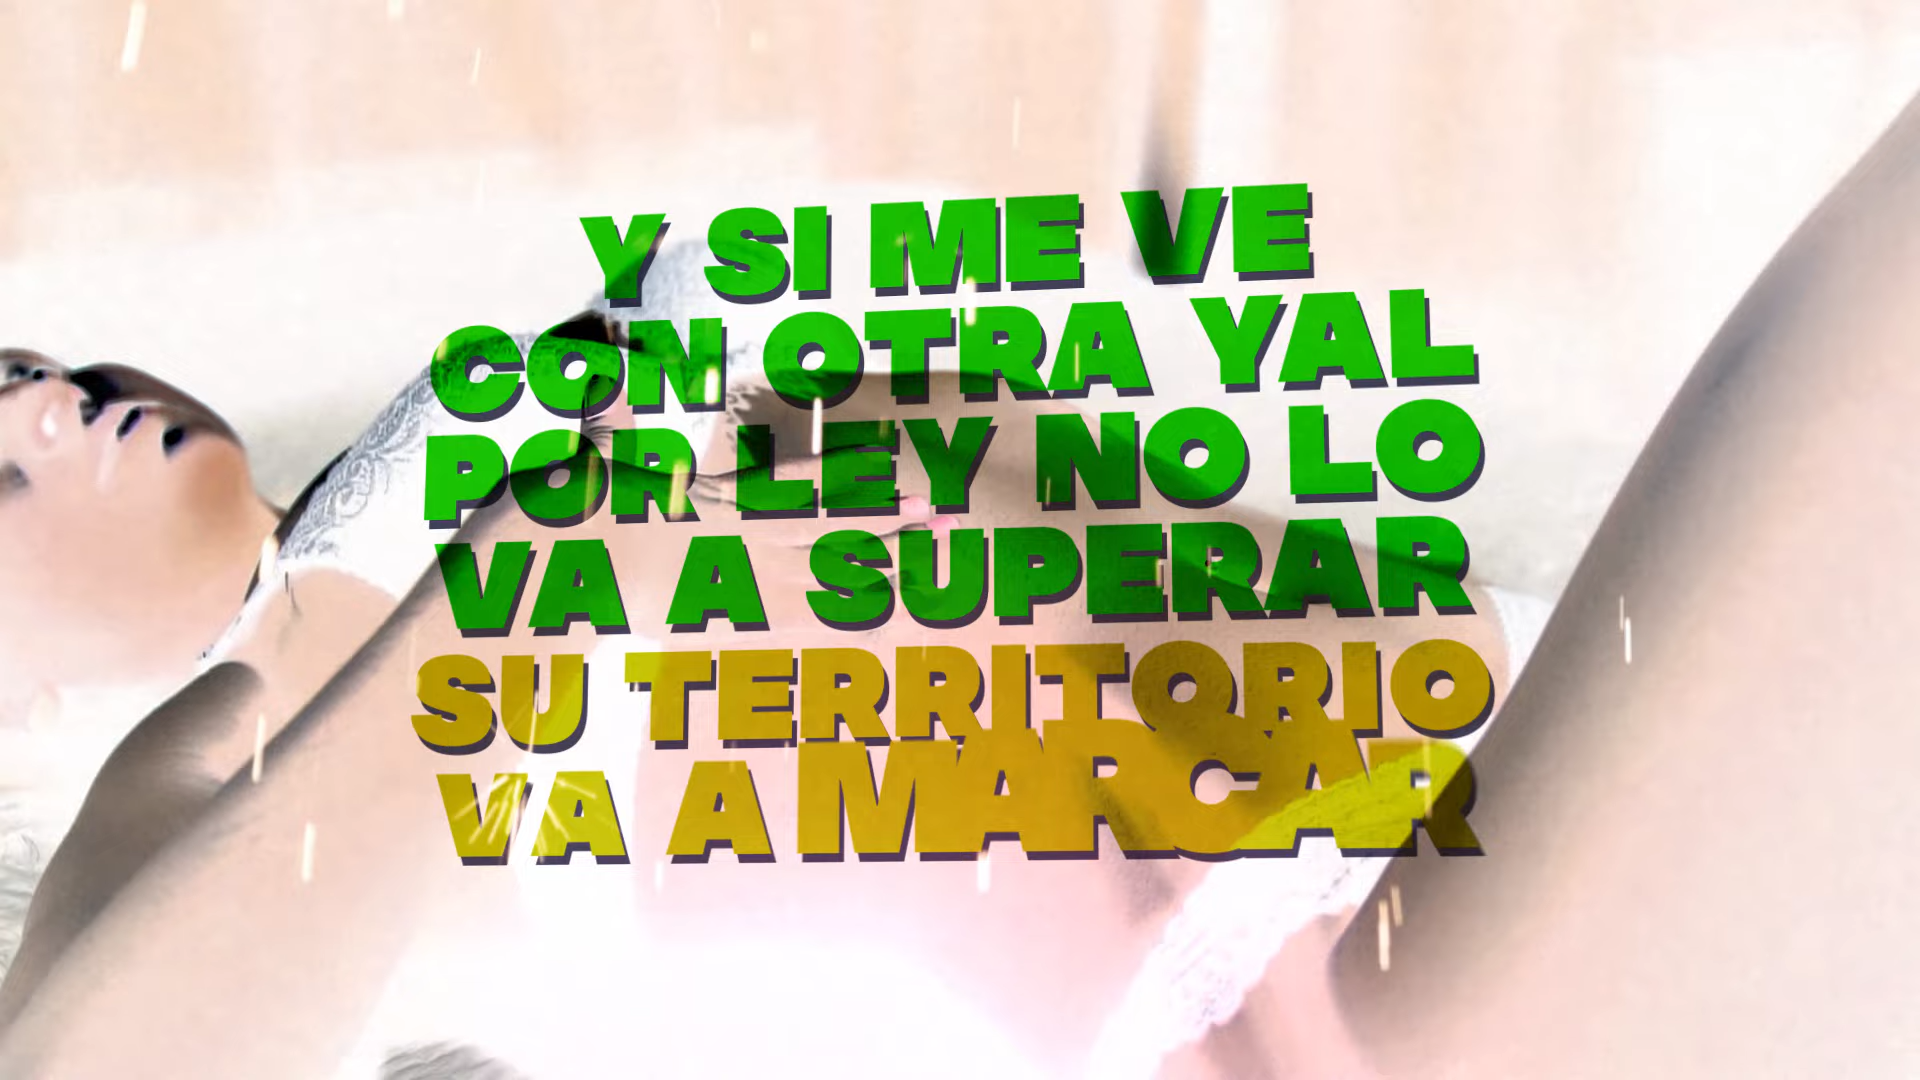 Y SI ME VE
CON OTRA YAL
POR LEY NO LO
VA A SUPERAR
SU TERRITORIO
VA A MARCAR